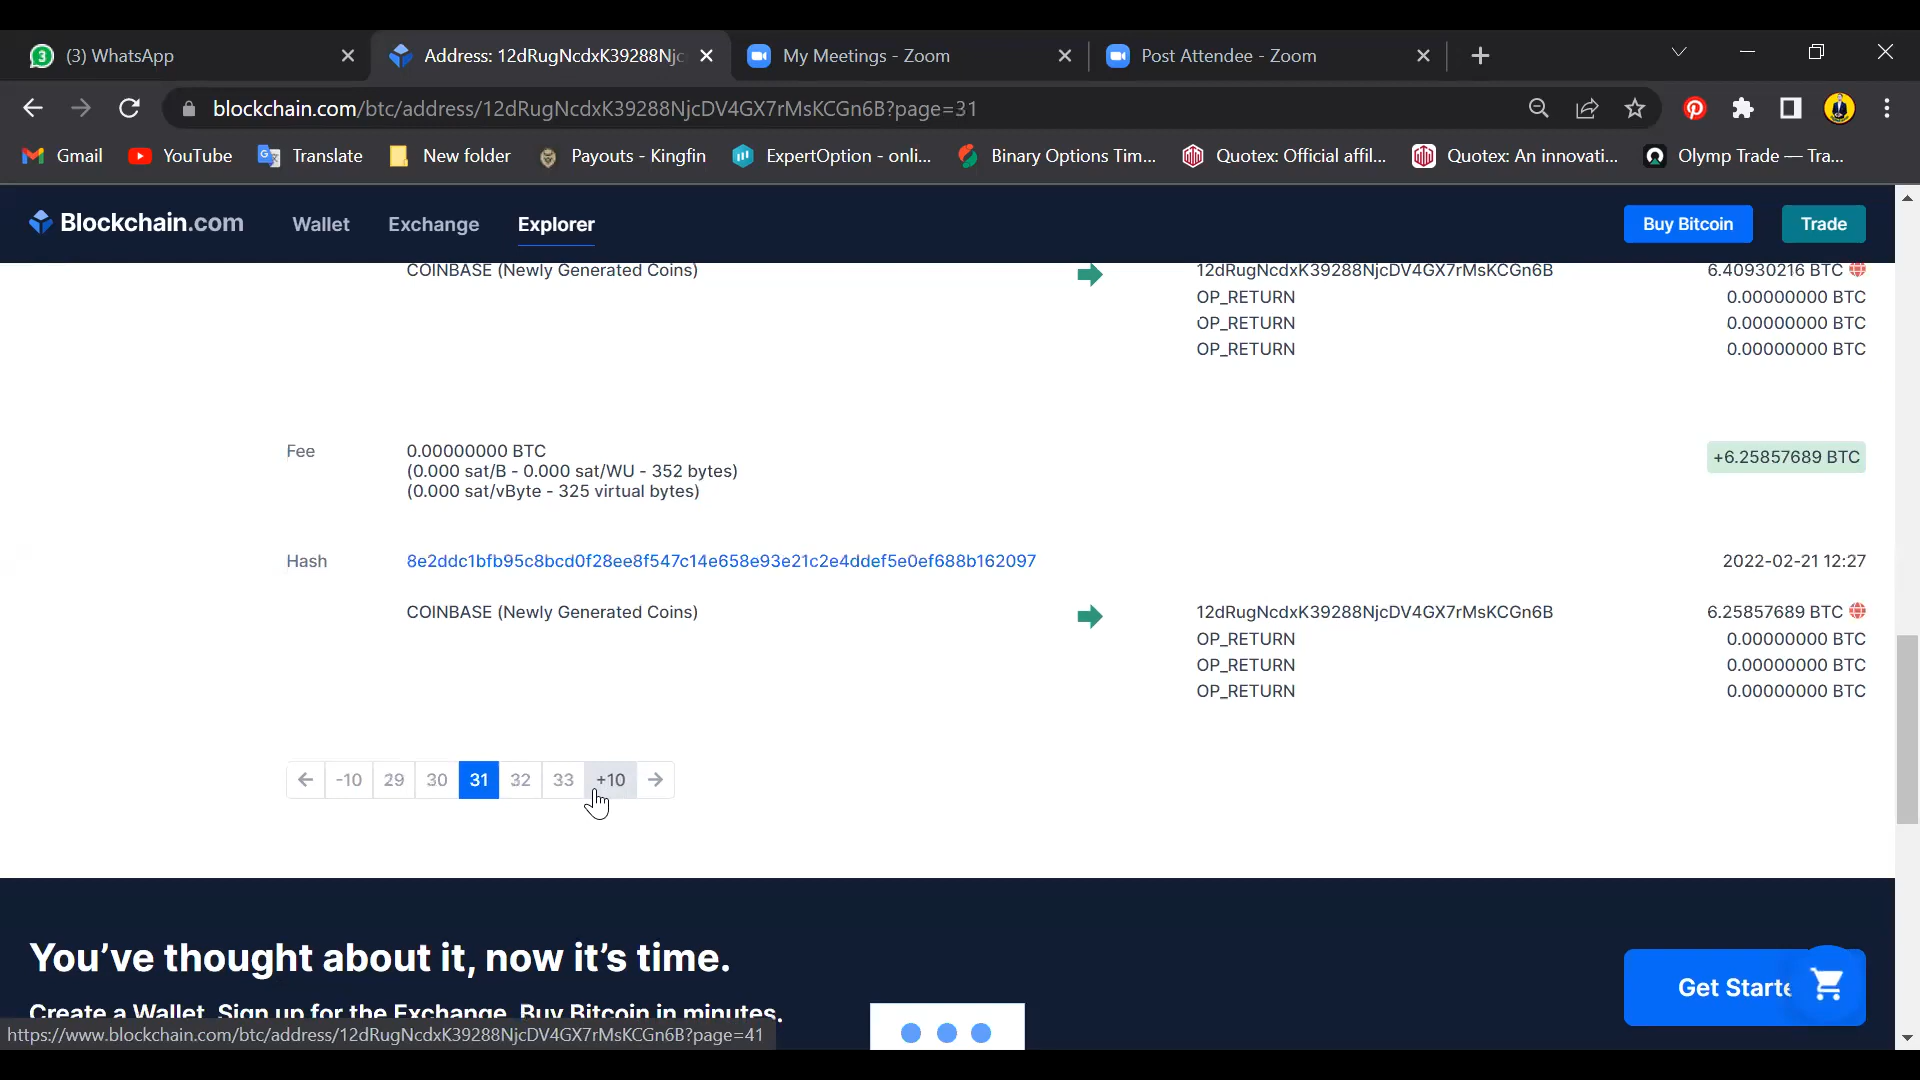 (3) WhatsApp
Address: 12dRugNcdxK39288Njc
My Meetings - Zoom
Post Attendee - Zoom
blockchain.com/btc/address/12dRugNcdxK39288NjcDV4GX7rMsKCGn6B?page=31
Gmail
YouTube
Translate
New folder
Payouts - Kingfin
ExpertOption - onli...
Binary Options Tim...
Quotex: Official affil...
Quotex: An innovati...
Olymp Trade — Tra...
Blockchain.com
Wallet
Exchange
Explorer
Buy Bitcoin
Trade
COINBASE (Newly Generated Coins)
12dRugNcdxK39288NjcDV4GX7rMsKCGn6B
6.40930216 BTC
OP_RETURN
0.00000000 BTC
OP_RETURN
0.00000000 BTC
OP_RETURN
0.00000000 BTC
Fee
0.00000000 BTC
(0.000 sat/B - 0.000 sat/WU - 352 bytes)
(0.000 sat/vByte - 325 virtual bytes)
+6.25857689 BTC
Hash
8e2ddc1bfb95c8bcd0f28ee8f547c14e658e93e21c2e4ddef5e0ef688b162097
2022-02-21 12:27
COINBASE (Newly Generated Coins)
12dRugNcdxK39288NjcDV4GX7rMsKCGn6B
6.25857689 BTC
OP_RETURN
0.00000000 BTC
OP_RETURN
0.00000000 BTC
OP_RETURN
0.00000000 BTC
-10 29 30 31 32 33 +10
You've thought about it, now it's time.
Create a Wallet. Sign up for the Exchange. Buy Bitcoin in minutes.
Get Starte
https://www.blockchain.com/btc/address/12dRugNcdxK39288NjcDV4GX7rMsKCGn6B?page=41